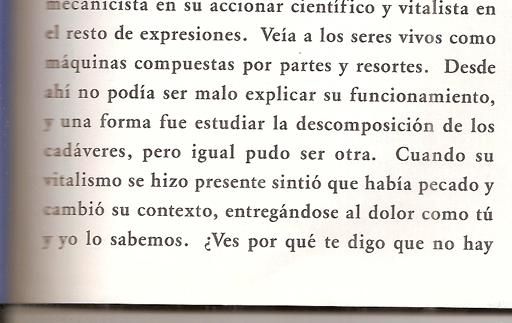 mecanicista en su accionar científico y vitalista en
el resto de expresiones. Veía a los seres vivos como
máquinas compuestas por partes y resortes. Desde
ahí no podía ser malo explicar su funcionamiento,
y una forma fue estudiar la descomposición de los
cadáveres, pero igual pudo ser otra. Cuando su
vitalismo se hizo presente sintió que había pecado y
cambió su contexto, entregándose al dolor como tú
y yo lo sabemos. ¿Ves por qué te digo que no hay